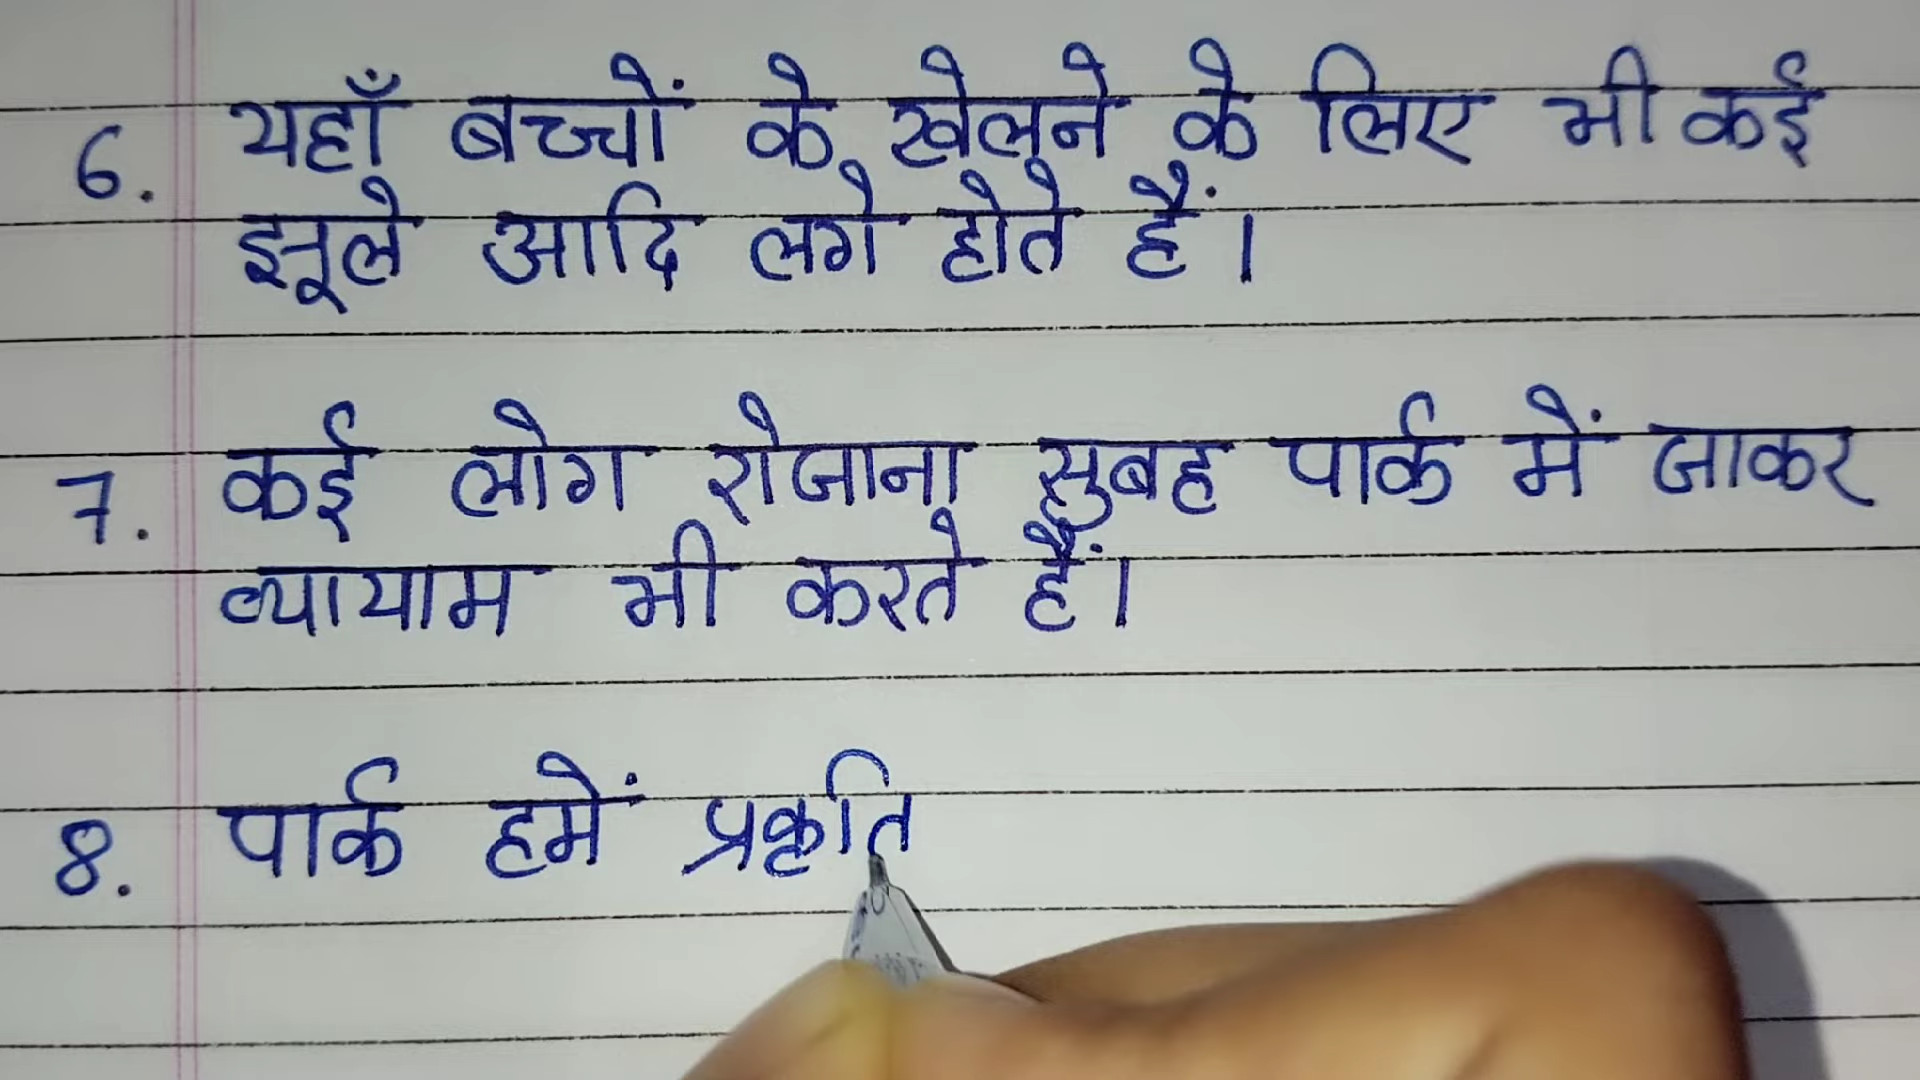 6. यहाँ बच्चों के खेलने के लिए भी कई
झूले आदि लगे होते हैं।
7. कई लोग रोजाना सुबह पार्क में जाकर
व्यायाम भी करते हैं।
8. पार्क हमें प्रकृति